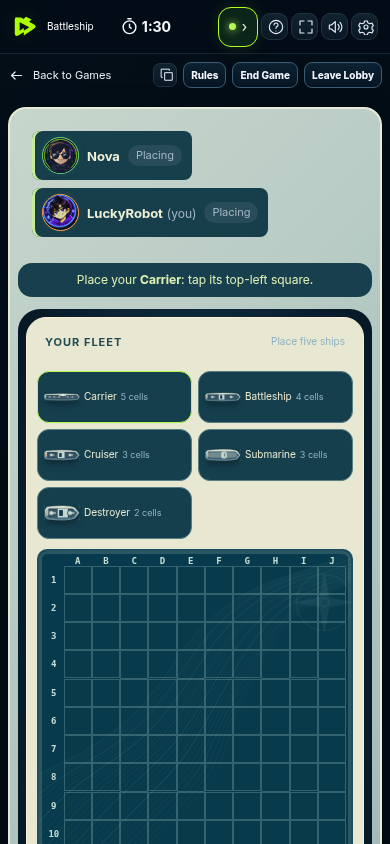 Battleship
1:30
Back to Games
Rules
End Game
Leave Lobby
Nova
Placing
LuckyRobot (you)
Placing
Place your Carrier: tap its top-left square.
YOUR FLEET
Place five ships
Carrier 5 cells
Battleship 4 cells
Cruiser 3 cells
Submarine 3 cells
Destroyer 2 cells
A B C D E F G H I J
1
2
3
4
5
6
7
8
9
10